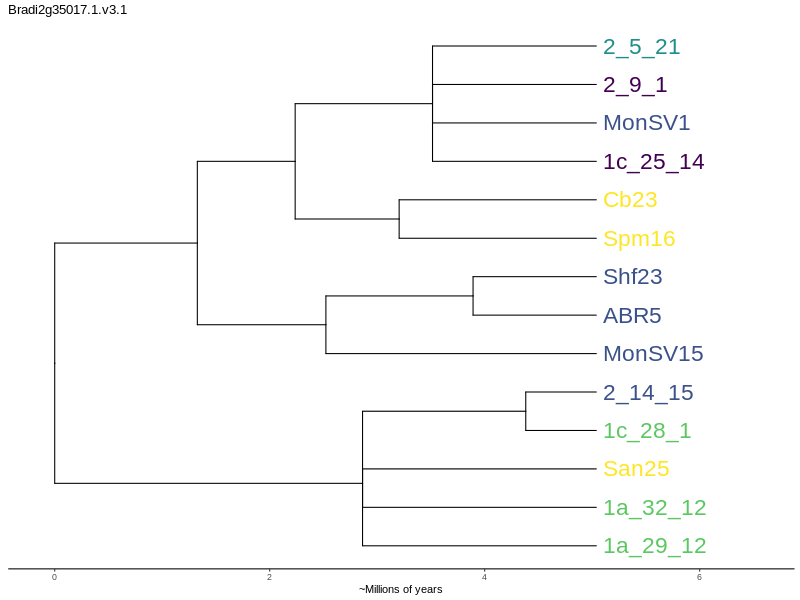 Bradi2g35017.1.v3.1
2_5_21
2_9_1
MonSV1
1c_25_14
Cb23
Spm16
Shf23
ABR5
MonSV15
2_14_15
1c_28_1
San25
1a_32_12
1a_29_12
0 2 4 6
~Millions of years